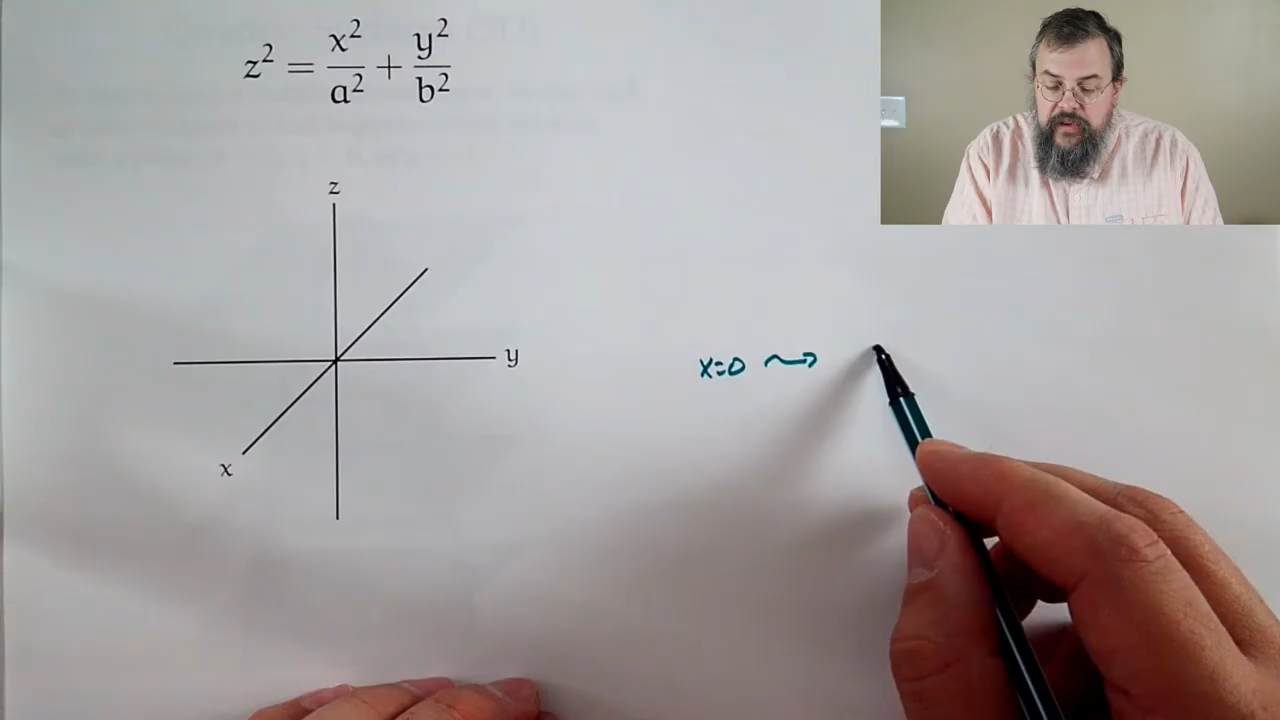 z² = x²/a² + y²/b²
z
y
x
x=0 ⇝